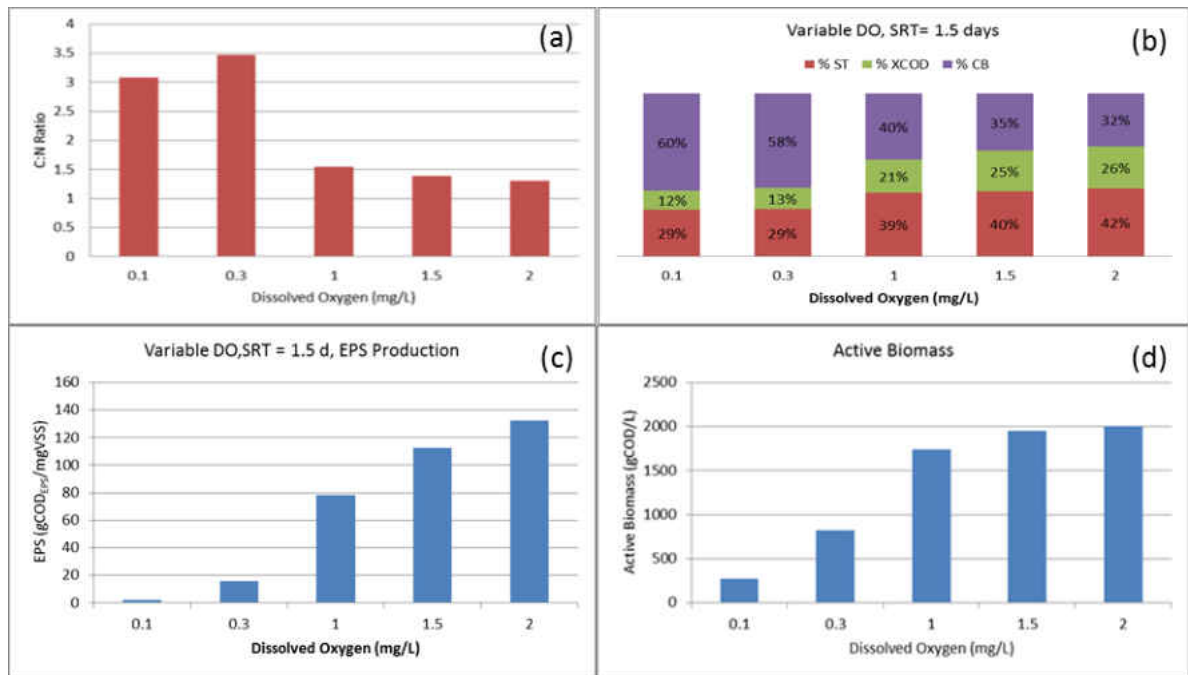 (a)
4
3.5
3
2.5
2
1.5
1
0.5
0
C:N Ratio
0.1 0.3 1 1.5 2
Dissolved Oxygen (mg/L)
(b)
Variable DO, SRT= 1.5 days
% ST % XCOD % CB
60% 58% 40% 35% 32%
12% 13% 21% 25% 26%
29% 29% 39% 40% 42%
0.1 0.3 1 1.5 2
Dissolved Oxygen (mg/L)
Variable DO,SRT = 1.5 d, EPS Production
(c)
160
140
120
100
80
60
40
20
0
EPS (gCODEPS/mgVSS)
0.1 0.3 1 1.5 2
Dissolved Oxygen (mg/L)
Active Biomass
(d)
2500
2000
1500
1000
500
0
Active Biomass (gCOD/L)
0.1 0.3 1 1.5 2
Dissolved Oxygen (mg/L)